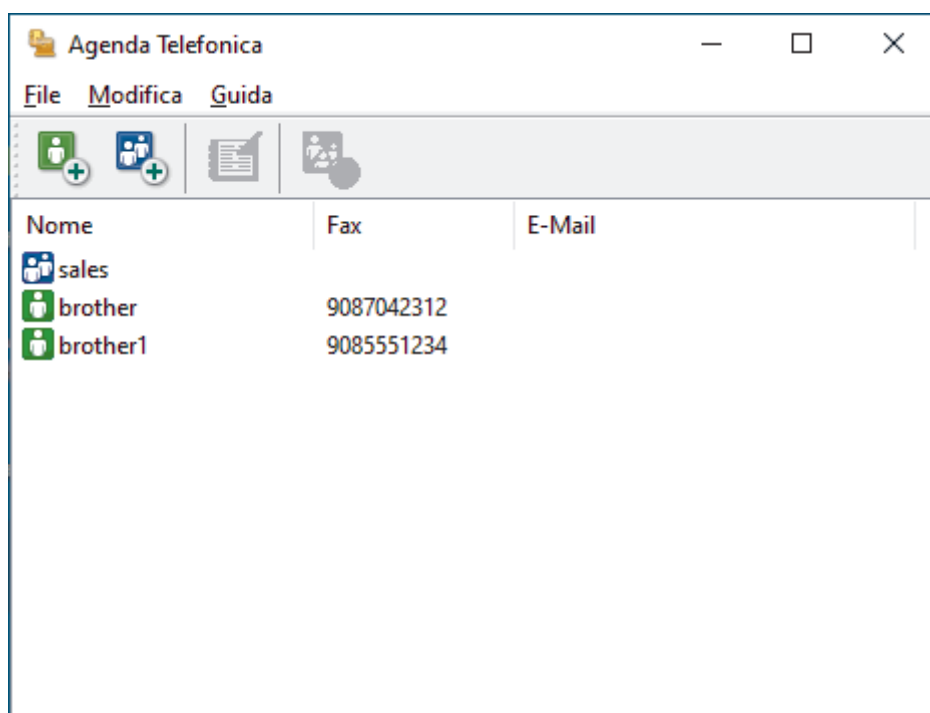 Agenda Telefonica
File Modifica Guida
Nome Fax E-Mail
sales
brother 9087042312
brother1 9085551234